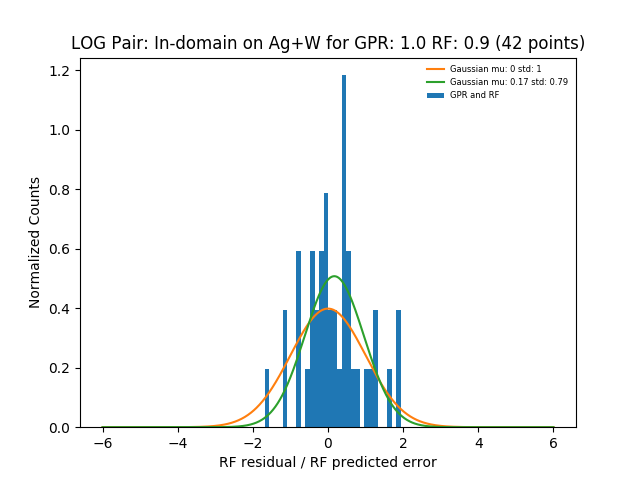 LOG Pair: In-domain on Ag+W for GPR: 1.0 RF: 0.9 (42 points)
Gaussian mu: 0 std: 1
Gaussian mu: 0.17 std: 0.79
GPR and RF
Normalized Counts
1.2
1.0
0.8
0.6
0.4
0.2
0.0
−6 −4 −2 0 2 4 6
RF residual / RF predicted error